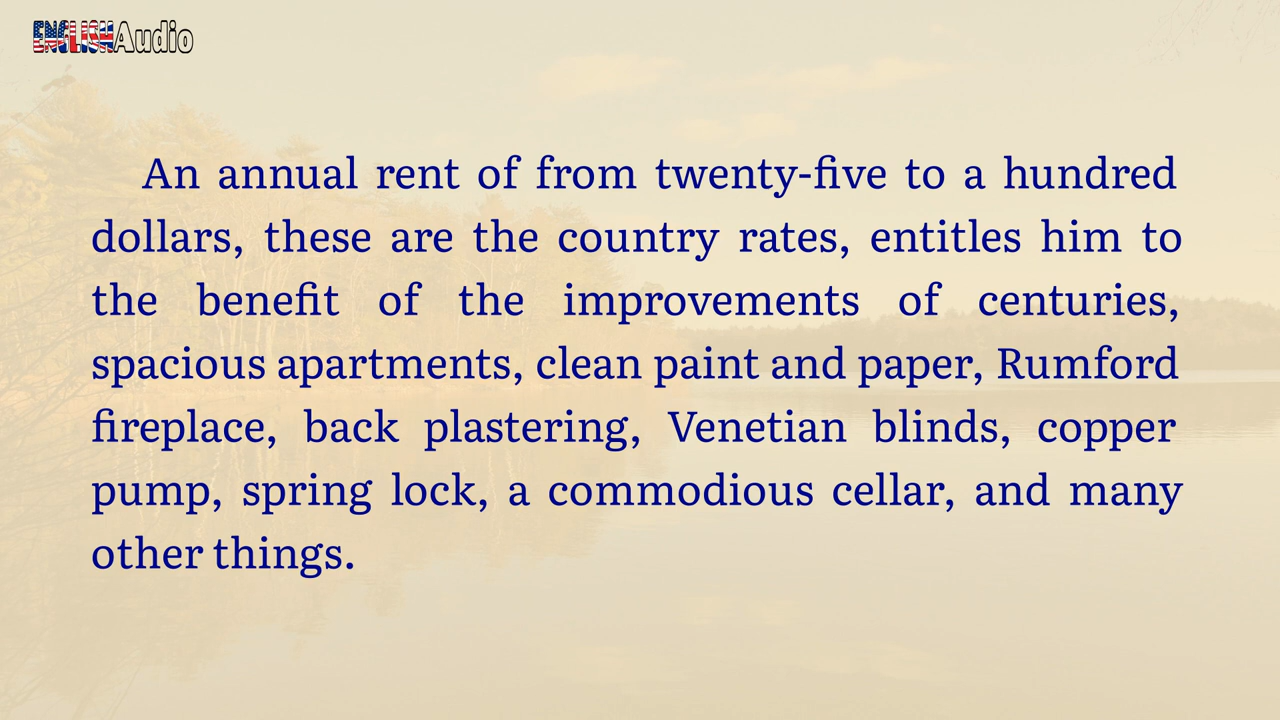 ENGLISHAudio
An annual rent of from twenty-five to a hundred
dollars, these are the country rates, entitles him to
the benefit of the improvements of centuries,
spacious apartments, clean paint and paper, Rumford
fireplace, back plastering, Venetian blinds, copper
pump, spring lock, a commodious cellar, and many
other things.